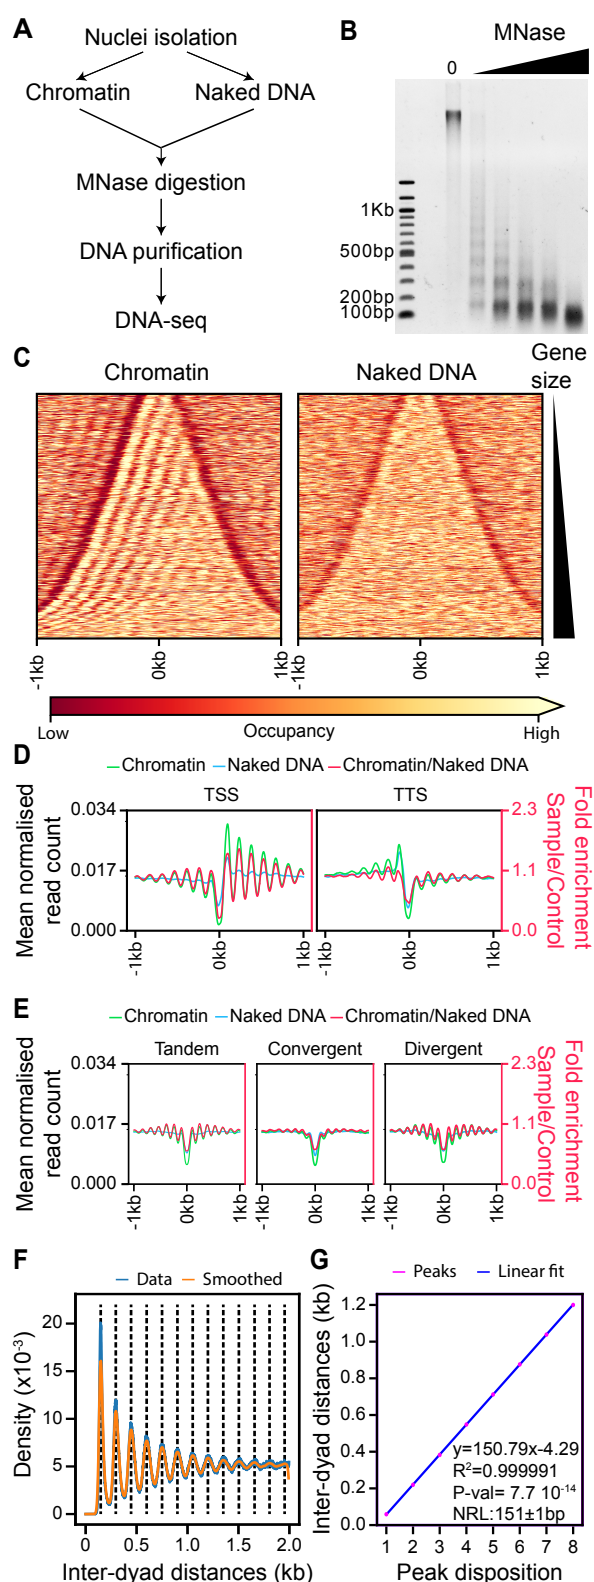 A
Nuclei isolation
Chromatin
Naked DNA
MNase digestion
DNA purification
DNA-seq
B
MNase
0
1Kb
500bp
200bp
100bp
C
Chromatin
Naked DNA
Gene
size
-1kb
0kb
1kb
-1kb
0kb
1kb
Low
Occupancy
High
D
Chromatin
Naked DNA
Chromatin/Naked DNA
TSS
TTS
Mean normalised
read count
0.034
0.017
0.000
2.3
1.1
0.0
Fold enrichment
Sample/Control
-1kb
0kb
1kb
-1kb
0kb
1kb
E
Chromatin
Naked DNA
Chromatin/Naked DNA
Tandem
Convergent
Divergent
Mean normalised
read count
0.034
0.017
0.000
2.3
1.1
0.0
Fold enrichment
Sample/Control
-1kb
0kb
1kb
-1kb
0kb
1kb
-1kb
0kb
1kb
F
Data
Smoothed
Density (x10⁻³)
20
15
10
5
0
0
0.5
1.0
1.5
2.0
Inter-dyad distances (kb)
G
Peaks
Linear fit
Inter-dyad distances (kb)
1.2
1.0
0.8
0.6
0.4
0.2
0.0
y=150.79x-4.29
R²=0.999991
P-val= 7.7 10⁻¹⁴
NRL:151±1bp
1 2 3 4 5 6 7 8
Peak disposition